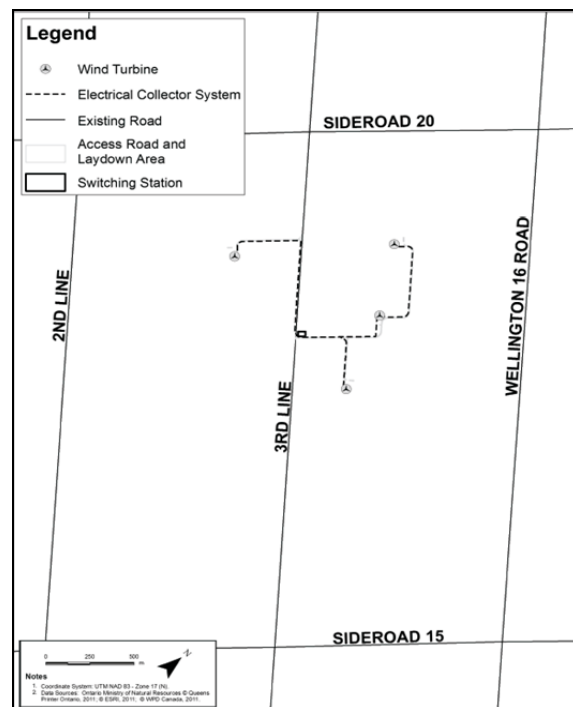 Legend
Wind Turbine
Electrical Collector System
Existing Road
Access Road and
Laydown Area
Switching Station
SIDEROAD 20
2ND LINE
3RD LINE
WELLINGTON 16 ROAD
SIDEROAD 15
0 250 500
m
N
Notes
1. Coordinate System: UTM NAD 83 - Zone 17 (N).
2. Data Sources: Ontario Ministry of Natural Resources © Queens
Printer Ontario, 2011; © ESRI, 2011; © WPD Canada, 2011.